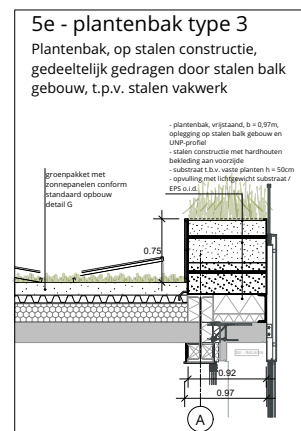 5e - plantenbak type 3
Plantenbak, op stalen constructie,
gedeeltelijk gedragen door stalen balk
gebouw, t.p.v. stalen vakwerk
- plantenbak, vrijstaand, b = 0,97m,
oplegging op stalen balk gebouw en
UNP-profiel
- stalen constructie met hardhouten
bekleding aan voorzijde
- substraat t.b.v. vaste planten h = 50cm
- opvulling met lichtgewicht substraat /
EPS o.i.d.
groenpakket met
zonnepanelen conform
standaard opbouw
detail G
0.75
0.92
0.97
A